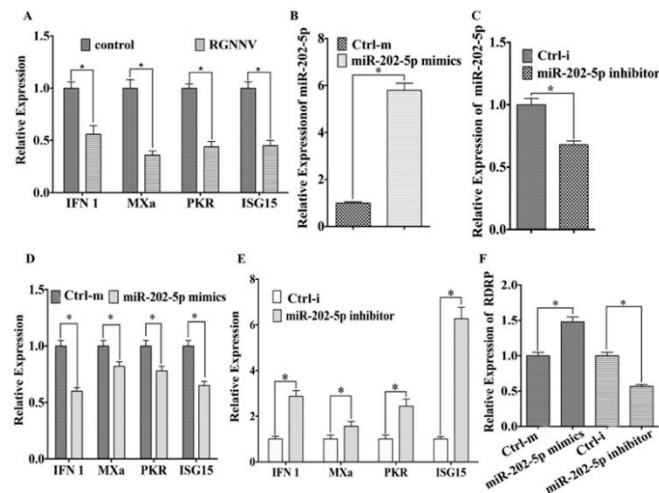 A
control
RGNNV
Relative Expression
1.5
1.0
0.5
0.0
*
*
*
*
IFN 1
MXa
PKR
ISG15
B
Ctrl-m
miR-202-5p mimics
Relative Expressionof miR-202-5p
8
6
4
2
0
*
C
Ctrl-i
miR-202-5p inhibitor
Relative Expression of miR-202-5p
1.5
1.0
0.5
0.0
*
D
Ctrl-m
miR-202-5p mimics
Relative Expression
1.5
1.0
0.5
0.0
*
*
*
*
IFN 1
MXa
PKR
ISG15
E
Ctrl-i
miR-202-5p inhibitor
Relative Expression
8
6
4
2
0
*
*
*
*
IFN 1
MXa
PKR
ISG15
F
Relative Expression of RDRP
2.0
1.5
1.0
0.5
0.0
*
*
Ctrl-m
miR-202-5p mimics
Ctrl-i
miR-202-5p inhibitor